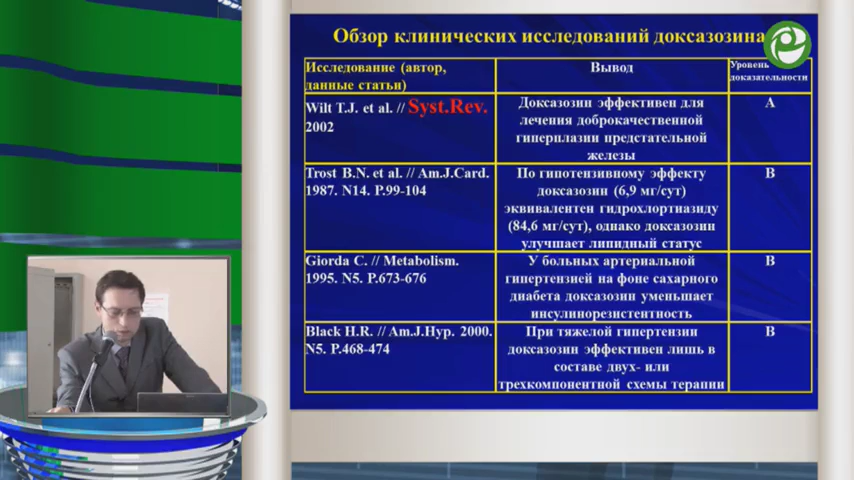 Обзор клинических исследований доксазозина
Исследование (автор,
данные статьи)
Вывод
Уровень
доказательности
Wilt T.J. et al. // Syst.Rev.
2002
Доксазозин эффективен для
лечения доброкачественной
гиперплазии предстательной
железы
A
Trost B.N. et al. // Am.J.Card.
1987. N14. P.99-104
По гипотензивному эффекту
доксазозин (6,9 мг/сут)
эквивалентен гидрохлортиазиду
(84,6 мг/сут), однако доксазозин
улучшает липидный статус
B
Giorda C. // Metabolism.
1995. N5. P.673-676
У больных артериальной
гипертензией на фоне сахарного
диабета доксазозин уменьшает
инсулинорезистентность
B
Black H.R. // Am.J.Hyp. 2000.
N5. P.468-474
При тяжелой гипертензии
доксазозин эффективен лишь в
составе двух- или
трехкомпонентной схемы терапии
B